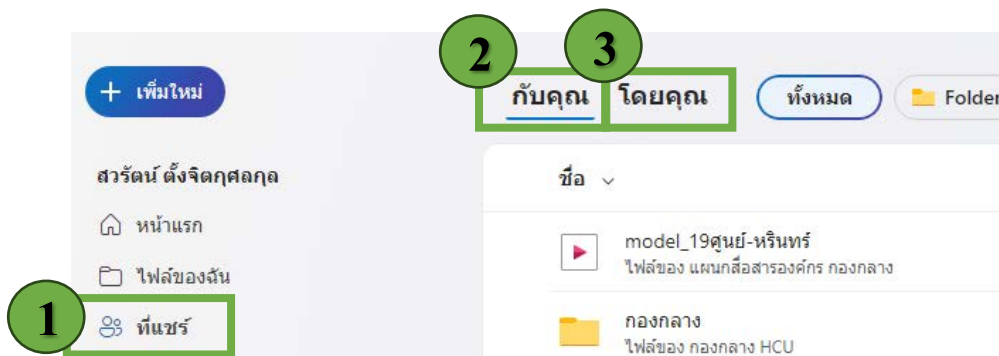 2 3
+ เพิ่มใหม่
กับคุณ โดยคุณ ทั้งหมด Folder
สวรัตน์ ตั้งจิตกุศลกุล
ชื่อ
หน้าแรก
model_19ศูนย์-หรินทร์
ไฟล์ของ แผนกสื่อสารองค์กร กองกลาง
ไฟล์ของฉัน
1 ที่แชร์
กองกลาง
ไฟล์ของ กองกลาง HCU